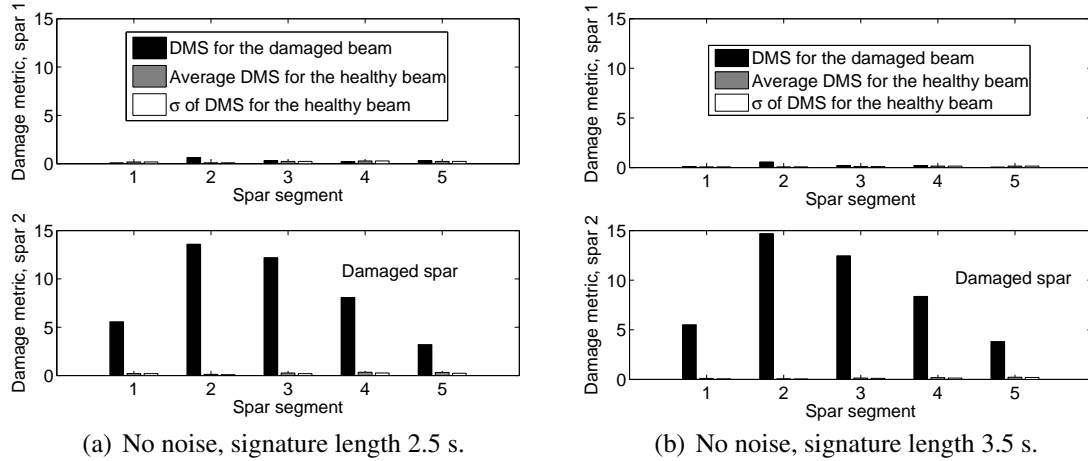 Damage metric, spar 1
15
10
5
0
DMS for the damaged beam
Average DMS for the healthy beam
σ of DMS for the healthy beam
1 2 3 4 5
Spar segment
Damage metric, spar 2
15
10
5
0
Damaged spar
1 2 3 4 5
Spar segment
(a) No noise, signature length 2.5 s.
Damage metric, spar 1
15
10
5
0
DMS for the damaged beam
Average DMS for the healthy beam
σ of DMS for the healthy beam
1 2 3 4 5
Spar segment
Damage metric, spar 2
15
10
5
0
Damaged spar
1 2 3 4 5
Spar segment
(b) No noise, signature length 3.5 s.